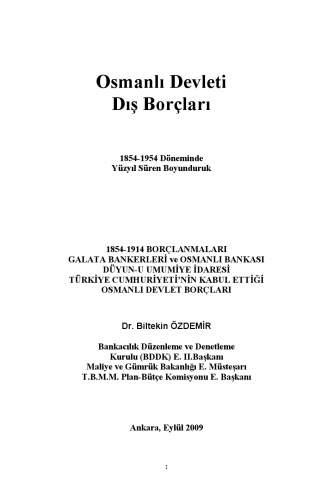 Osmanlı Devleti
Dış Borçları
1854-1954 Döneminde
Yüzyıl Süren Boyunduruk
1854-1914 BORÇLANMALARI
GALATA BANKERLERİ ve OSMANLI BANKASI
DÜYUN-U UMUMİYE İDARESİ
TÜRKİYE CUMHURİYETİ'NİN KABUL ETTİĞİ
OSMANLI DEVLET BORÇLARI
Dr. Biltekin ÖZDEMİR
Bankacılık Düzenleme ve Denetleme
Kurulu (BDDK) E. II.Başkanı
Maliye ve Gümrük Bakanlığı E. Müsteşarı
T.B.M.M. Plan-Bütçe Komisyonu E. Başkanı
Ankara, Eylül 2009
1